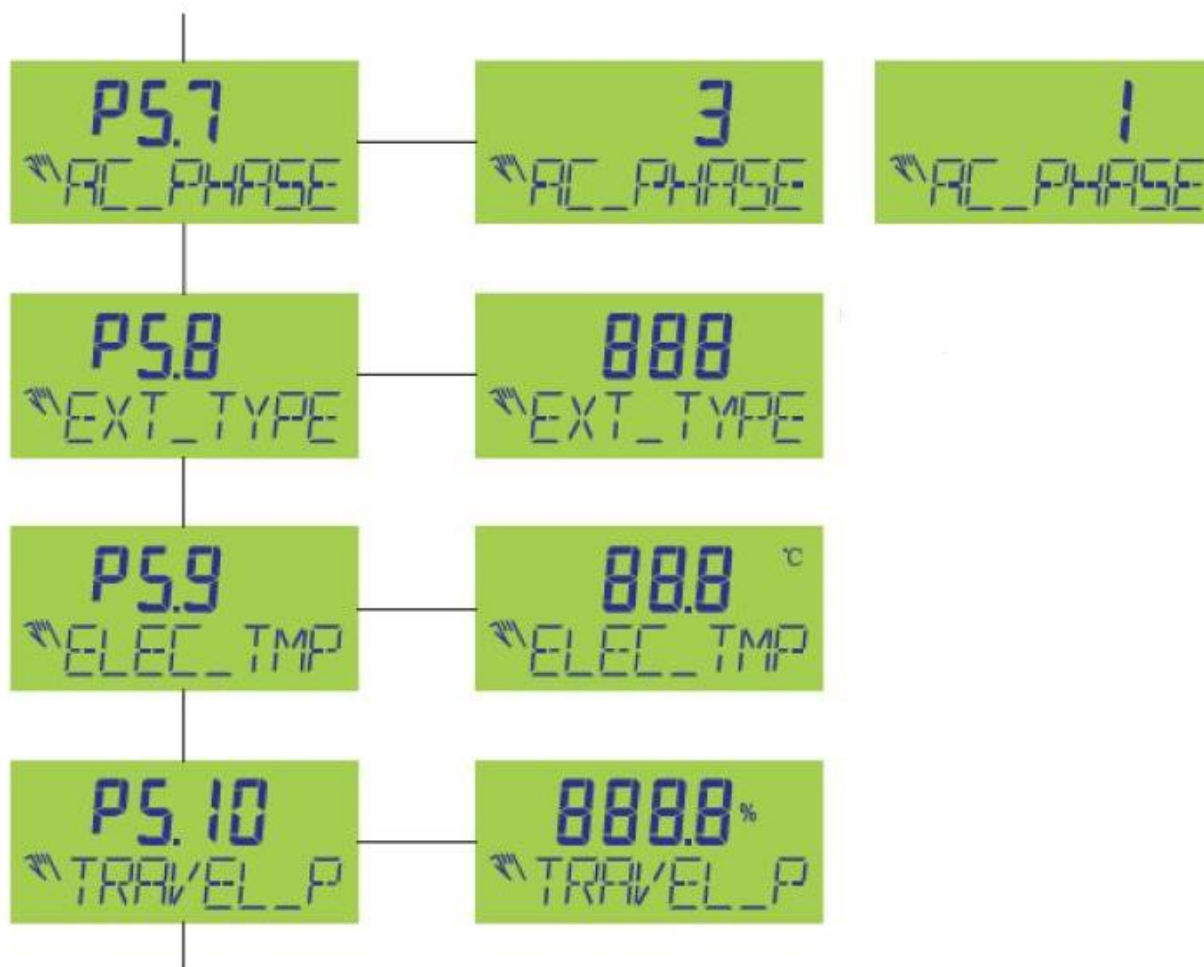 P5.7
AC_PHASE
3
AC_PHASE
1
AC_PHASE
P5.8
EXT_TYPE
888
EXT_TYPE
P5.9
ELEC_TMP
88.8 °C
ELEC_TMP
P5.10
TRAVEL_P
888.8 %
TRAVEL_P